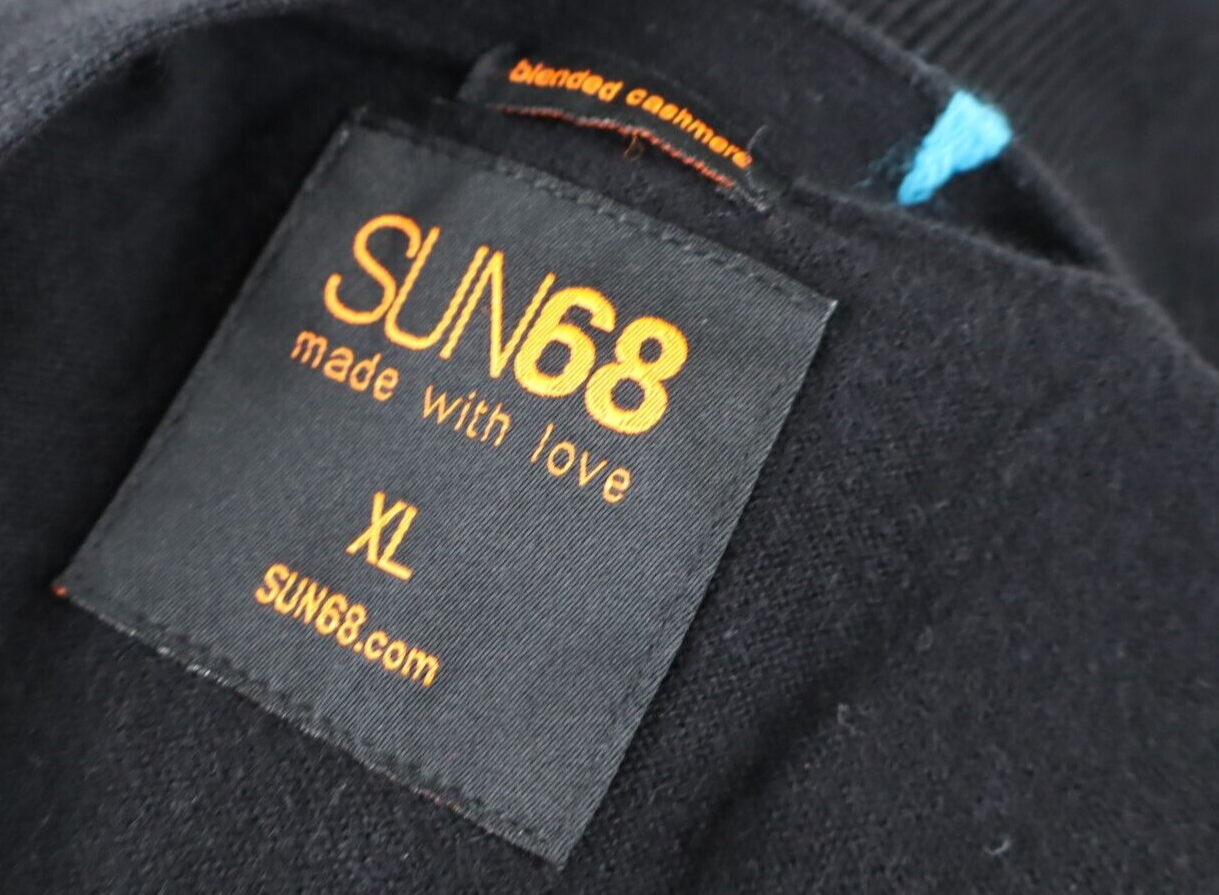 blended cashmere
SUN68
made with love
XL
SUN68.com